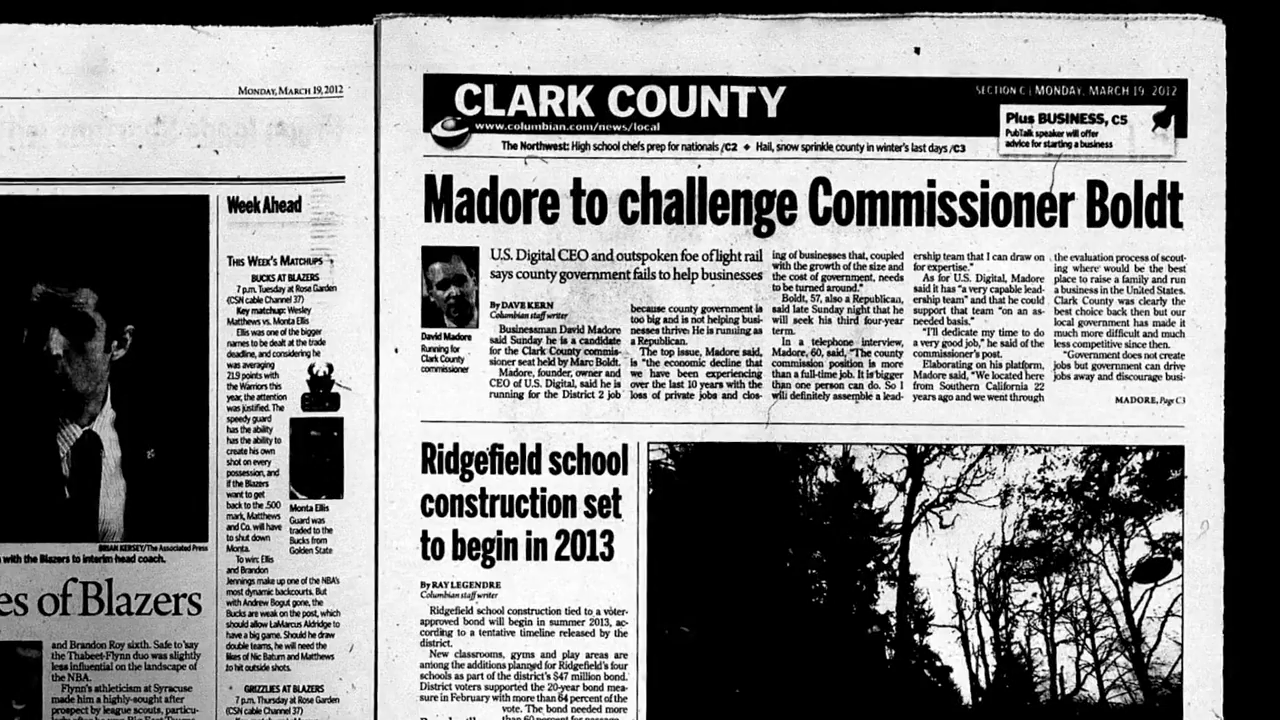 MONDAY, MARCH 19, 2012
Week Ahead
THIS WEEK'S MATCHUPS
BUCKS AT BLAZERS
7 p.m. Tuesday at Rose Garden
(CSN cable Channel 37)
Key matchup: Wesley
Matthews vs. Monta Ellis
Ellis was one of the bigger
names to be dealt at the trade
deadline, and considering he
was averaging
21.9 points with
the Warriors this
year, the attention
was justified. The
speedy guard
has the ability
has the ability to
create his own
shot on every
possession, and
if the Blazers
want to get
back to the .500
mark, Matthews
and Co. will have
to shut down
Monta.
To win: Ellis
and Brandon
Jennings make up one of the NBA's
most dynamic backcourts. But
with Andrew Bogut gone, the
Bucks are weak on the post, which
should allow LaMarcus Aldridge to
have a big game. Should he draw
double teams, he will need the
likes of Nic Batum and Matthews
to hit outside shots.
GRIZZLIES AT BLAZERS
7 p.m. Thursday at Rose Garden
(CSN cable Channel 37)
Monta Ellis
Guard was
traded to the
Bucks from
Golden State
BRIAN KERSEY/The Associated Press
with the Blazers to interim head coach.
es of Blazers
and Brandon Roy sixth. Safe to say
the Thabeet-Flynn duo was slightly
less influential on the landscape of
the NBA.
Flynn's athleticism at Syracuse
made him a highly-sought after
prospect by league scouts, particu-
CLARK COUNTY
www.columbian.com/news/local
SECTION C | MONDAY, MARCH 19, 2012
Plus BUSINESS, C5
PubTalk speaker will offer
advice for starting a business
The Northwest: High school chefs prep for nationals /C2 ◆ Hail, snow sprinkle county in winter's last days /C3
Madore to challenge Commissioner Boldt
David Madore
Running for
Clark County
commissioner
U.S. Digital CEO and outspoken foe of light rail
says county government fails to help businesses
By DAVE KERN
Columbian staff writer
Businessman David Madore
said Sunday he is a candidate
for the Clark County commis-
sioner seat held by Marc Boldt.
Madore, founder, owner and
CEO of U.S. Digital, said he is
running for the District 2 job
because county government is
too big and is not helping busi-
nesses thrive. He is running as
a Republican.
The top issue, Madore said,
is "the economic decline that
we have been experiencing
over the last 10 years with the
loss of private jobs and clos-
ing of businesses that, coupled
with the growth of the size and
the cost of government, needs
to be turned around."
Boldt, 57, also a Republican,
said late Sunday night that he
will seek his third four-year
term.
In a telephone interview,
Madore, 60, said, "The county
commission position is more
than a full-time job. It is bigger
than one person can do. So I
will definitely assemble a lead-
ership team that I can draw on
for expertise."
As for U.S. Digital, Madore
said it has "a very capable lead-
ership team" and that he could
support that team "on an as-
needed basis."
"I'll dedicate my time to do
a very good job," he said of the
commissioner's post.
Elaborating on his platform,
Madore said, "We located here
from Southern California 22
years ago and we went through
the evaluation process of scout-
ing where would be the best
place to raise a family and run
a business in the United States.
Clark County was clearly the
best choice back then but our
local government has made it
much more difficult and much
less competitive since then.
"Government does not create
jobs but government can drive
jobs away and discourage busi-
MADORE, Page C3
Ridgefield school
construction set
to begin in 2013
By RAY LEGENDRE
Columbian staff writer
Ridgefield school construction tied to a voter-
approved bond will begin in summer 2013, ac-
cording to a tentative timeline released by the
district.
New classrooms, gyms and play areas are
among the additions planned for Ridgefield's four
schools as part of the district's $47 million bond.
District voters supported the 20-year bond mea-
sure in February with more than 64 percent of the
vote. The bond needed more